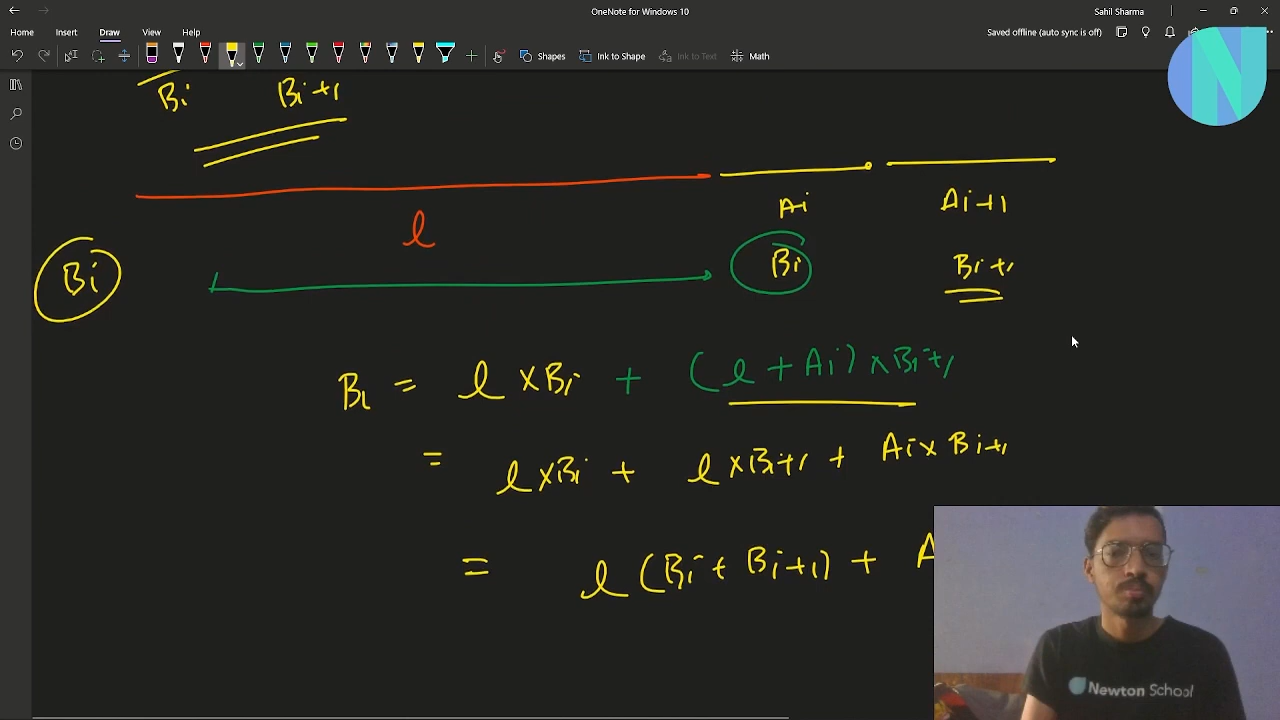 OneNote for Windows 10
Sahil Sharma
Home Insert Draw View Help
Saved offline (auto sync is off)
Shapes Ink to Shape Ink to Text Math
Bi Bi+1
l
Ai Ai+1
Bi Bi Bi+1
Bi = l × Bi + (l + Ai) × Bi+1
= l × Bi + l × Bi+1 + Ai × Bi+1
= l (Bi + Bi+1) + A
Newton School